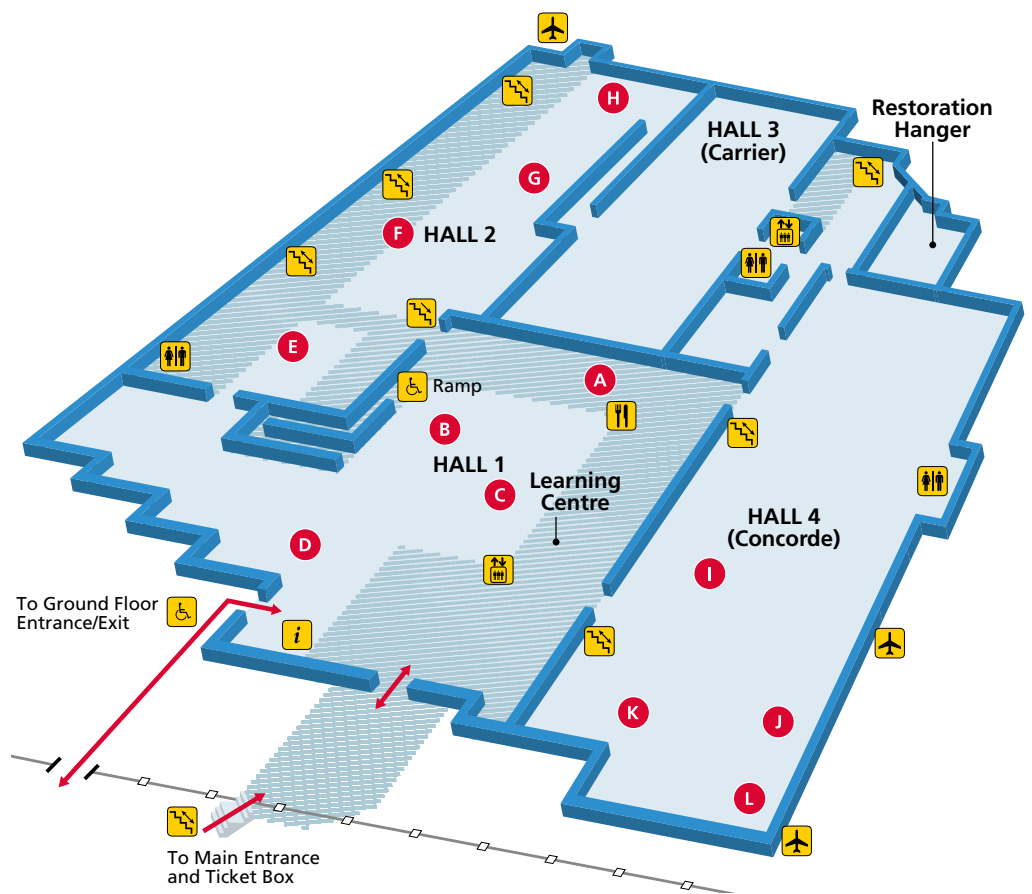 H
HALL 3
(Carrier)
Restoration
Hanger
G
F
HALL 2
E
A
Ramp
B
HALL 1
C
Learning
Centre
HALL 4
(Concorde)
D
I
To Ground Floor
Entrance/Exit
i
K
J
L
To Main Entrance
and Ticket Box